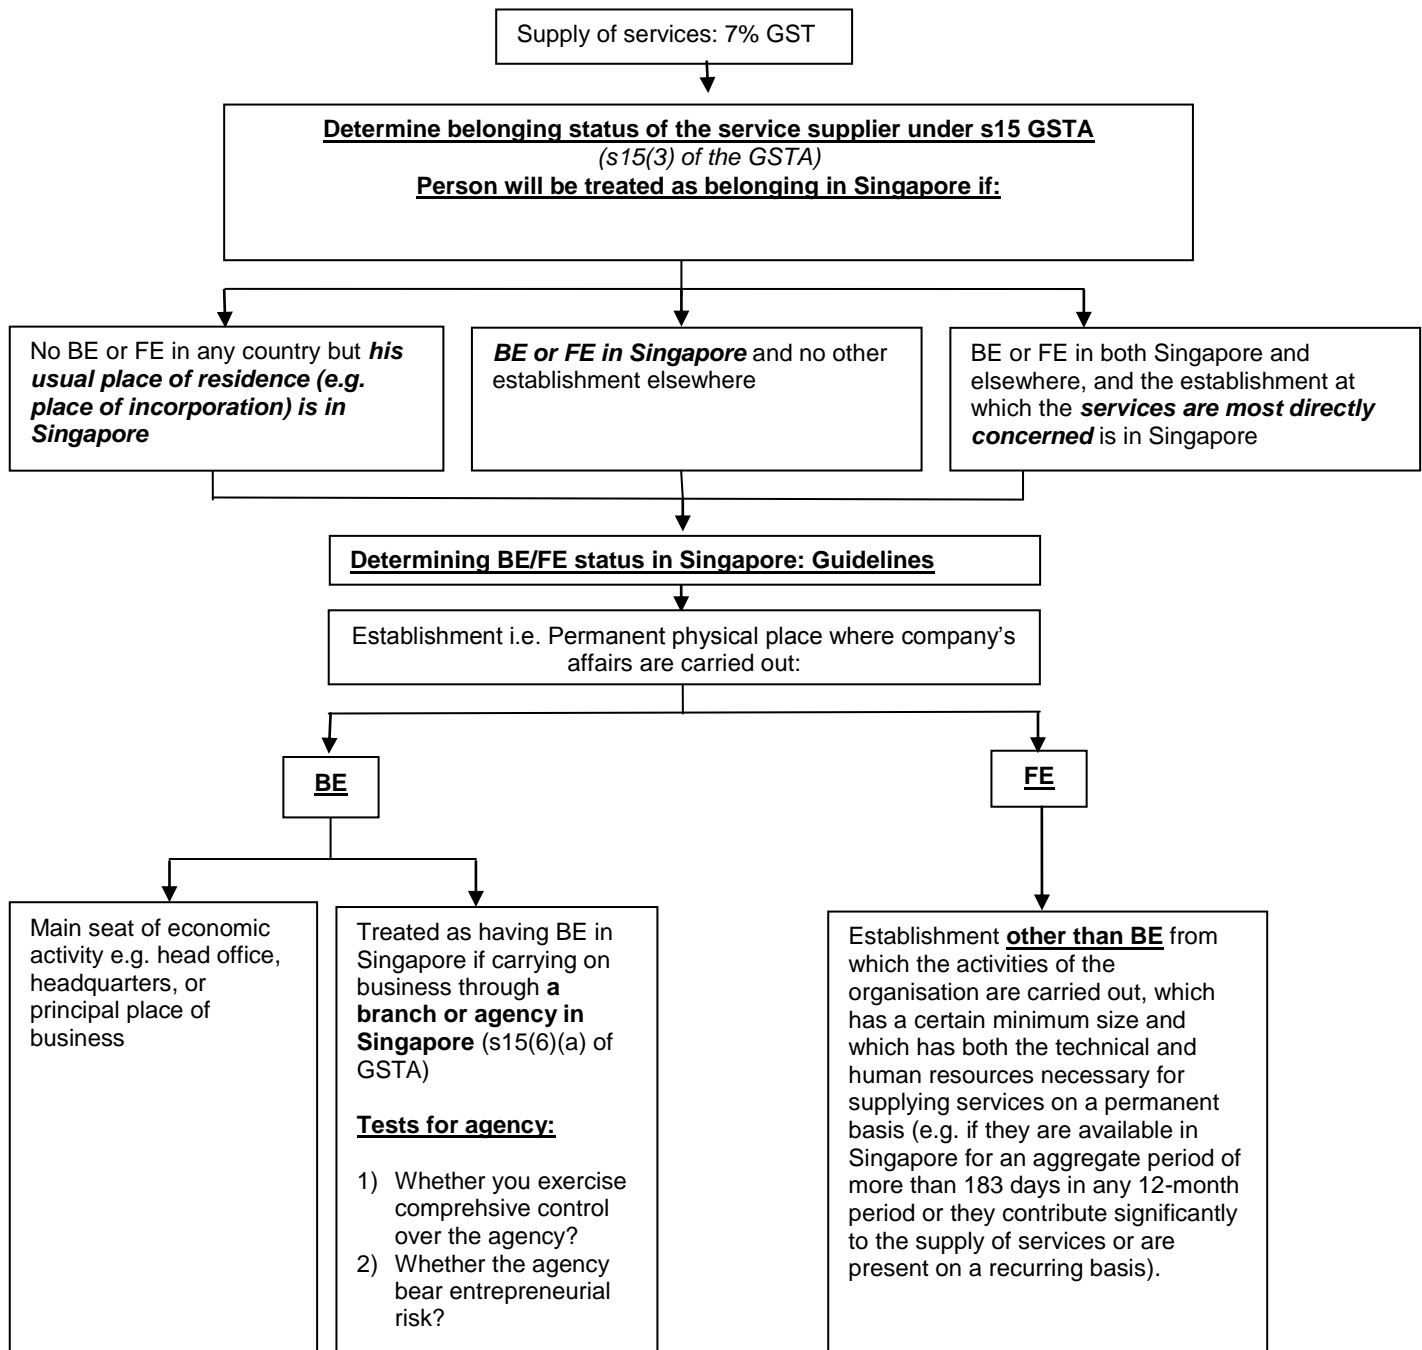 Supply of services: 7% GST
Determine belonging status of the service supplier under s15 GSTA
(s15(3) of the GSTA)
Person will be treated as belonging in Singapore if:
No BE or FE in any country but his
usual place of residence (e.g.
place of incorporation) is in
Singapore
BE or FE in Singapore and no other
establishment elsewhere
BE or FE in both Singapore and
elsewhere, and the establishment at
which the services are most directly
concerned is in Singapore
Determining BE/FE status in Singapore: Guidelines
Establishment i.e. Permanent physical place where company's
affairs are carried out:
BE
FE
Main seat of economic
activity e.g. head office,
headquarters, or
principal place of
business
Treated as having BE in
Singapore if carrying on
business through a
branch or agency in
Singapore (s15(6)(a) of
GSTA)
Tests for agency:
1) Whether you exercise
comprehsive control
over the agency?
2) Whether the agency
bear entrepreneurial
risk?
Establishment other than BE from
which the activities of the
organisation are carried out, which
has a certain minimum size and
which has both the technical and
human resources necessary for
supplying services on a permanent
basis (e.g. if they are available in
Singapore for an aggregate period of
more than 183 days in any 12-month
period or they contribute significantly
to the supply of services or are
present on a recurring basis).